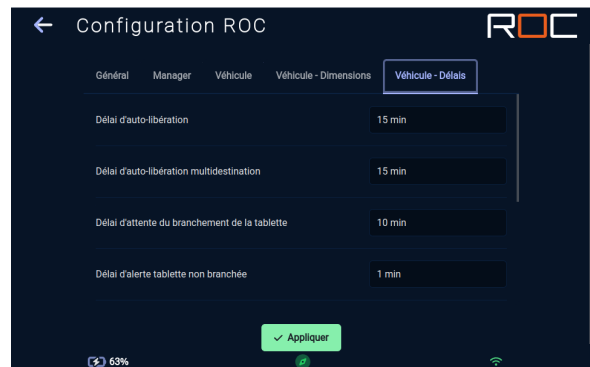 Configuration ROC
ROC
Général Manager Véhicule Véhicule - Dimensions Véhicule - Délais
Délai d'auto-libération 15 min
Délai d'auto-libération multidestination 15 min
Délai d'attente du branchement de la tablette 10 min
Délai d'alerte tablette non branchée 1 min
Appliquer
63%